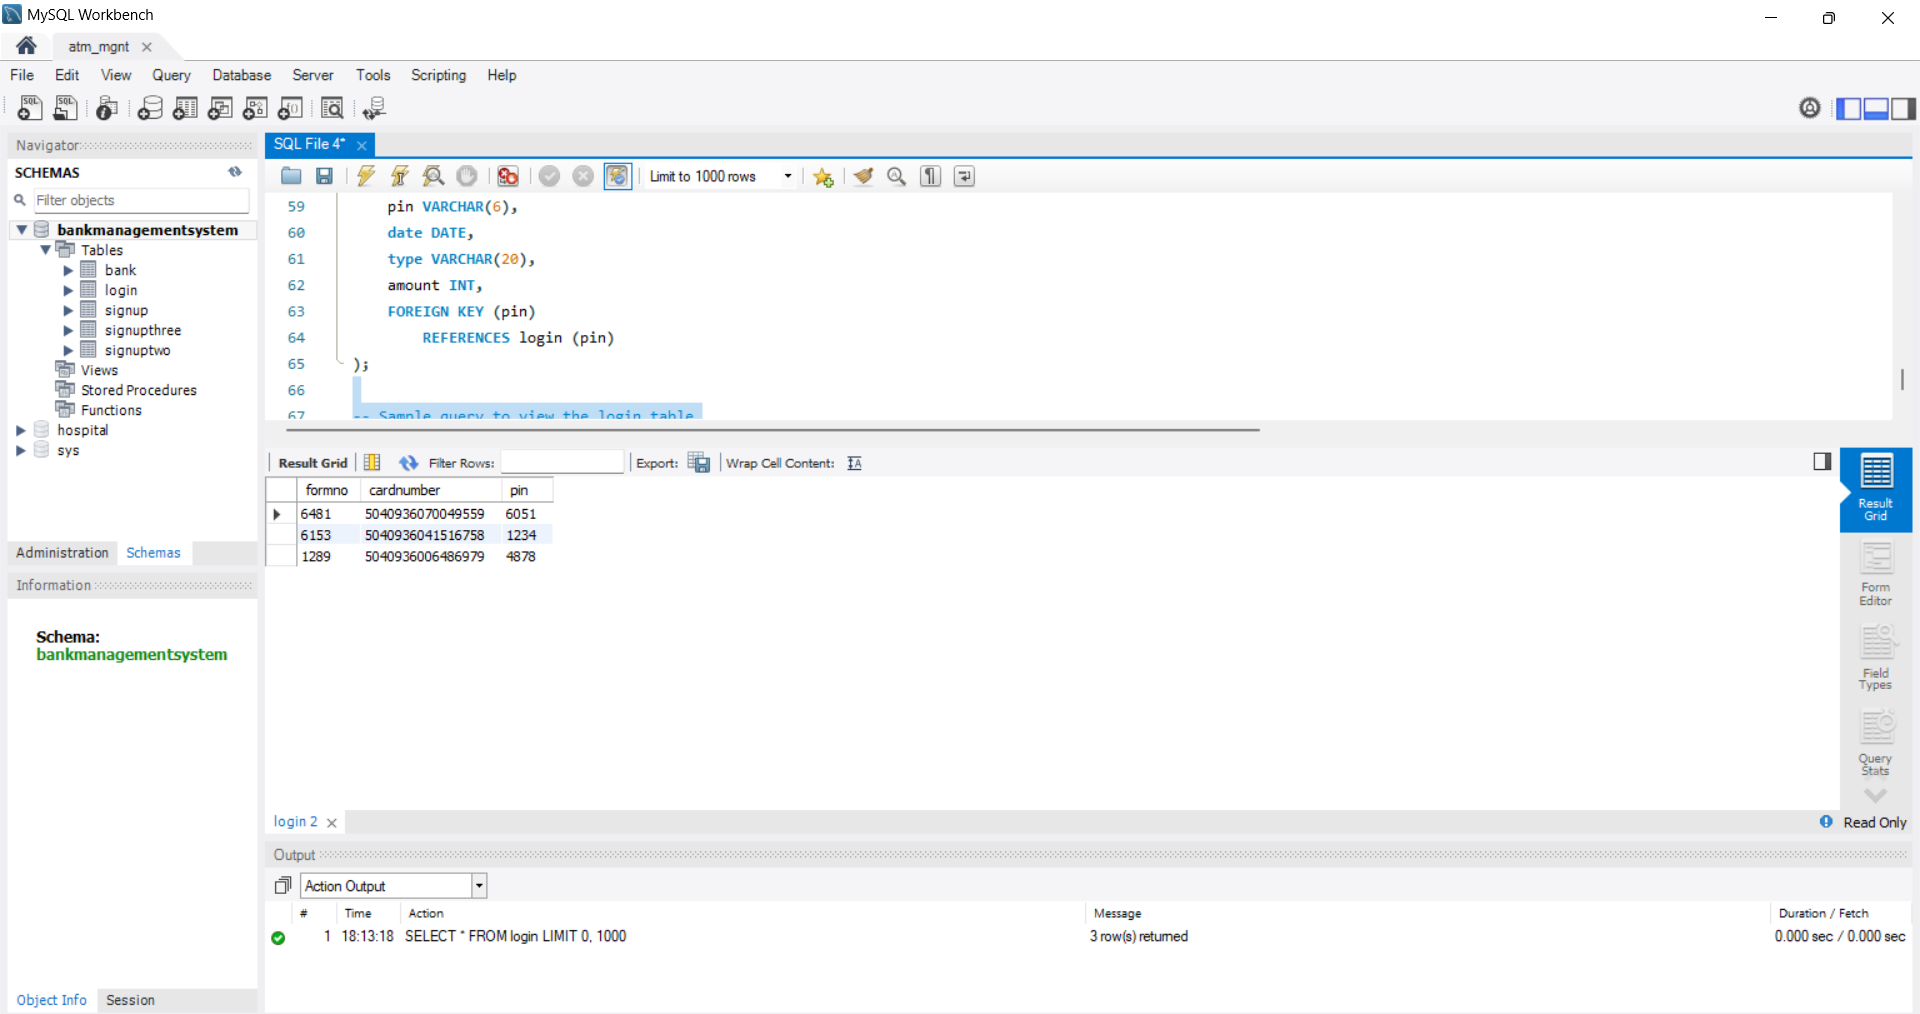 MySQL Workbench
atm_mgnt
File Edit View Query Database Server Tools Scripting Help
Navigator
SCHEMAS
Filter objects
bankmanagementsystem
Tables
bank
login
signup
signupthree
signuptwo
Views
Stored Procedures
Functions
hospital
sys
Administration Schemas
Information
Schema:
bankmanagementsystem
Object Info Session
SQL File 4*
Limit to 1000 rows
59 pin VARCHAR(6),
60 date DATE,
61 type VARCHAR(20),
62 amount INT,
63 FOREIGN KEY (pin)
64 REFERENCES login (pin)
65 );
66
67 -- Sample query to view the login table
Result Grid Filter Rows: Export: Wrap Cell Content:
formno cardnumber pin
6481 5040936070049559 6051
6153 5040936041516758 1234
1289 5040936006486979 4878
Result
Grid
Form
Editor
Field
Types
Query
Stats
login 2
Read Only
Output
Action Output
# Time Action Message Duration / Fetch
1 18:13:18 SELECT * FROM login LIMIT 0, 1000 3 row(s) returned 0.000 sec / 0.000 sec